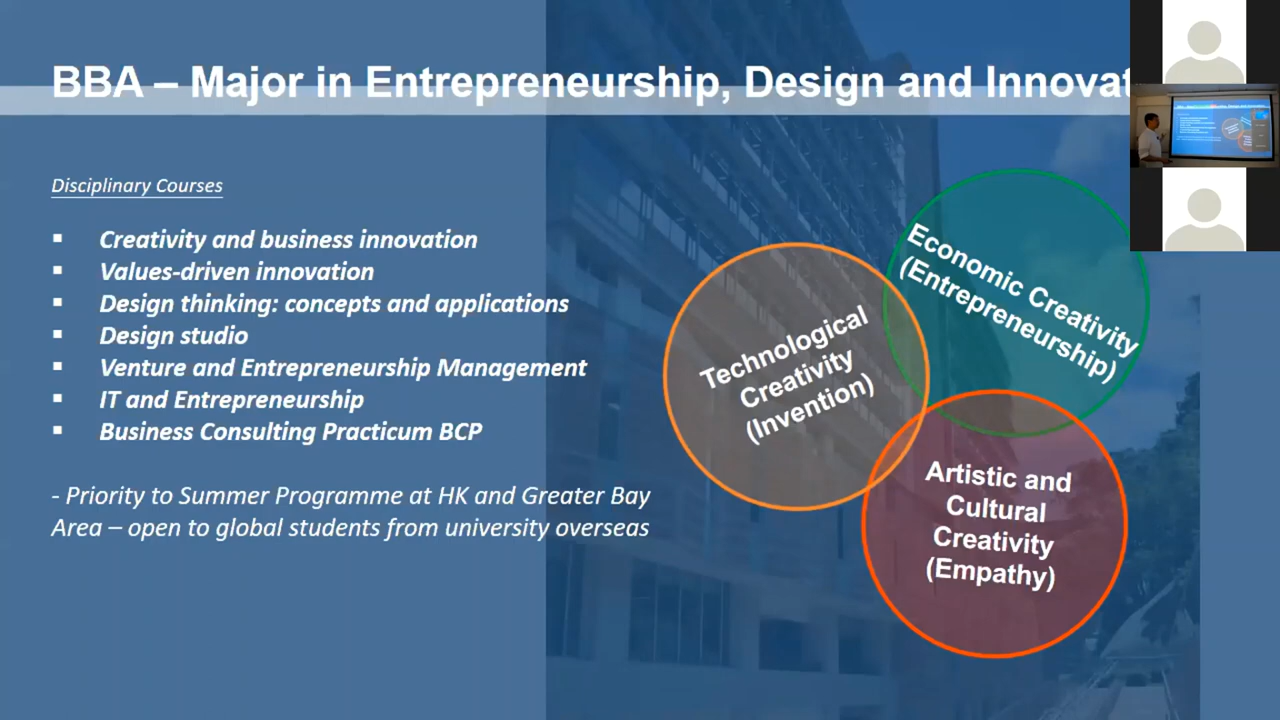 BBA – Major in Entrepreneurship, Design and Innovat
Disciplinary Courses
▪ Creativity and business innovation
▪ Values-driven innovation
▪ Design thinking: concepts and applications
▪ Design studio
▪ Venture and Entrepreneurship Management
▪ IT and Entrepreneurship
▪ Business Consulting Practicum BCP
- Priority to Summer Programme at HK and Greater Bay
Area – open to global students from university overseas
Technological
Creativity
(Invention)
Economic Creativity
(Entrepreneurship)
Artistic and
Cultural
Creativity
(Empathy)